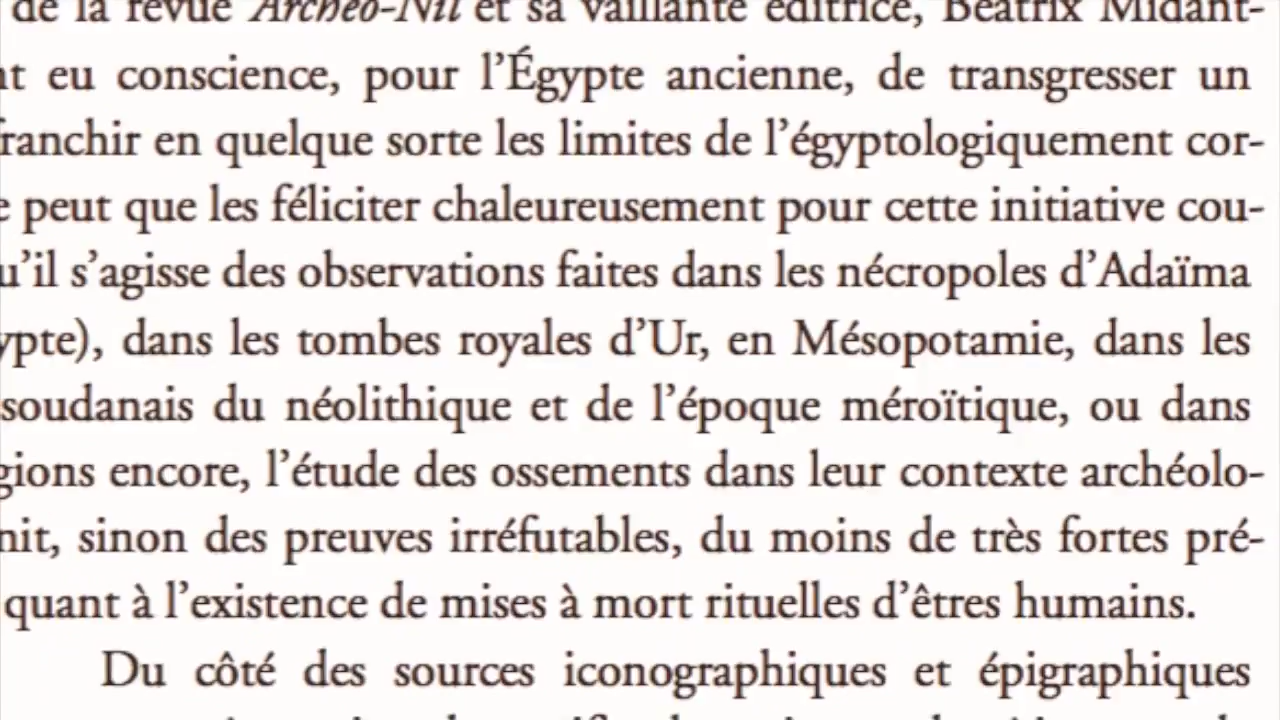 de la revue Archéo-Nil et sa vaillante éditrice, Béatrix Midant-
nt eu conscience, pour l’Égypte ancienne, de transgresser un
franchir en quelque sorte les limites de l’égyptologiquement cor-
e peut que les féliciter chaleureusement pour cette initiative cou-
u’il s’agisse des observations faites dans les nécropoles d’Adaïma
ypte), dans les tombes royales d’Ur, en Mésopotamie, dans les
soudanais du néolithique et de l’époque méroïtique, ou dans
gions encore, l’étude des ossements dans leur contexte archéolo-
nit, sinon des preuves irréfutables, du moins de très fortes pré-
quant à l’existence de mises à mort rituelles d’êtres humains.
Du côté des sources iconographiques et épigraphiques